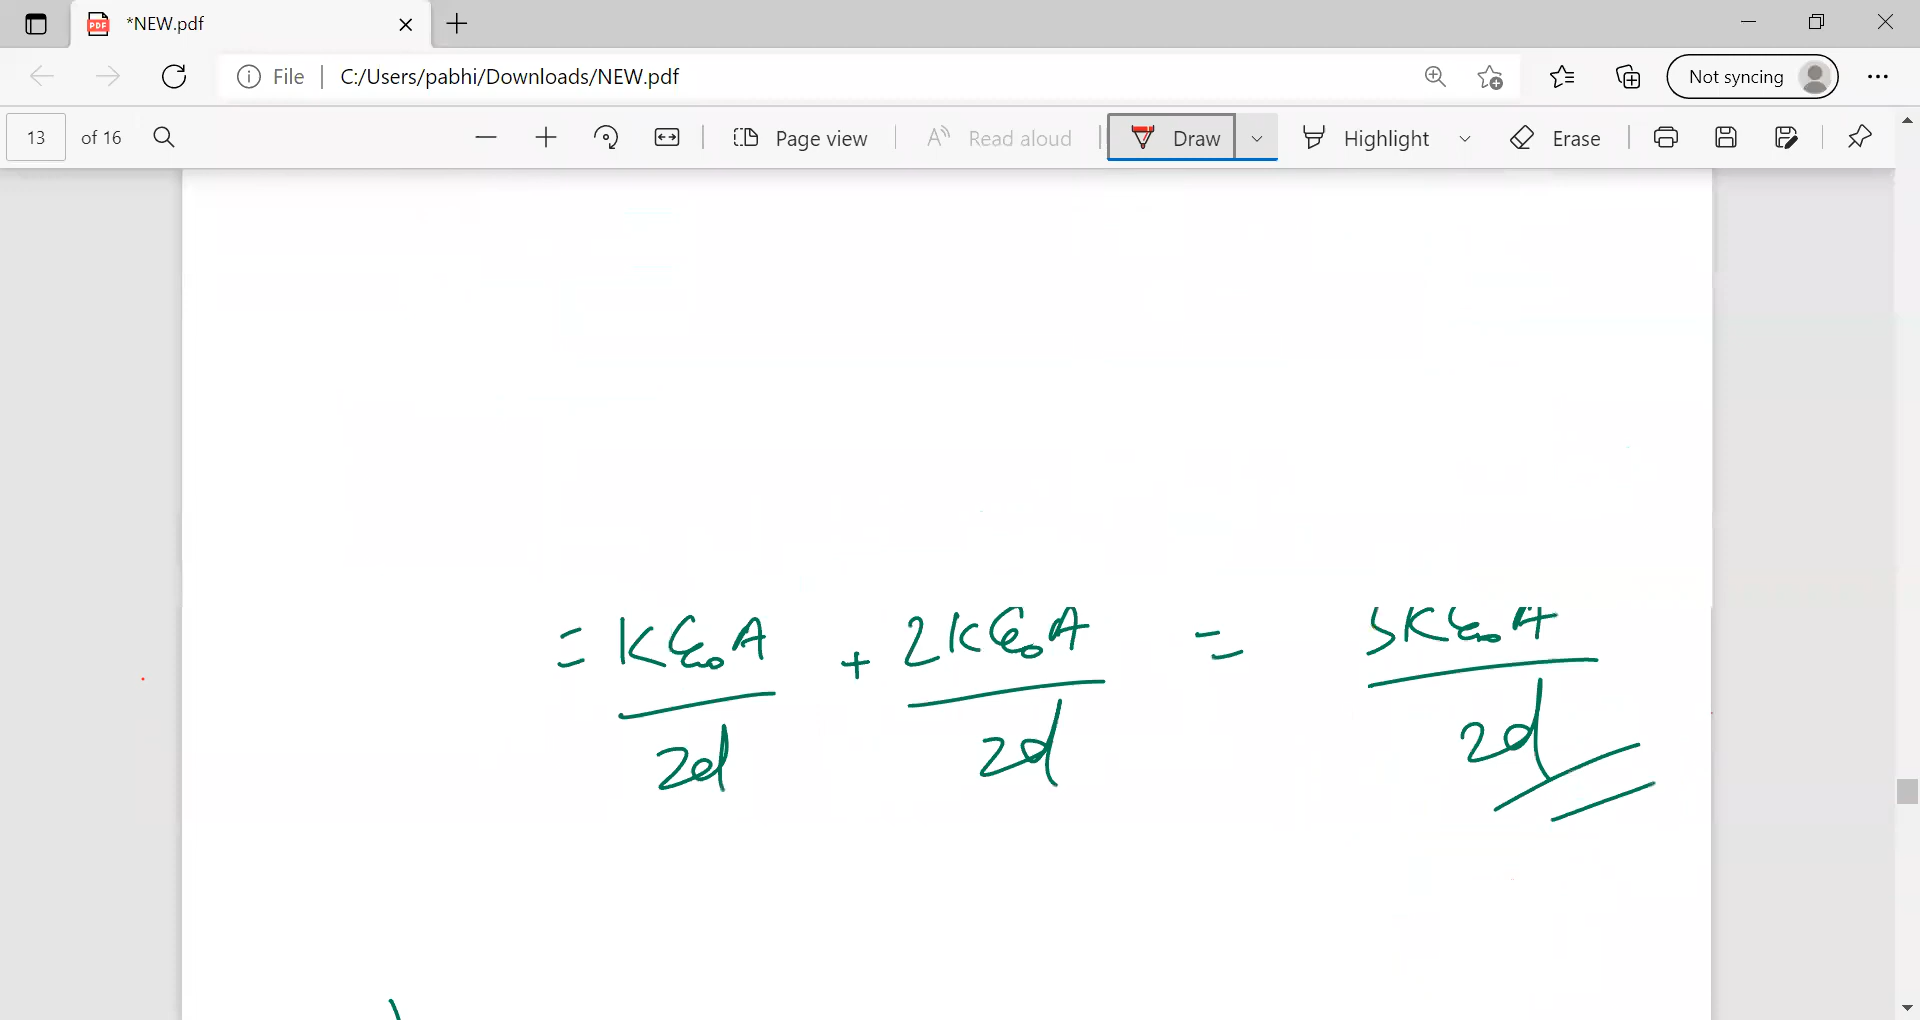 *NEW.pdf
File | C:/Users/pabhi/Downloads/NEW.pdf
Not syncing
13 of 16
Page view
Read aloud
Draw
Highlight
Erase
= Kε₀A/2d + 2Kε₀A/2d = 3Kε₀A/2d